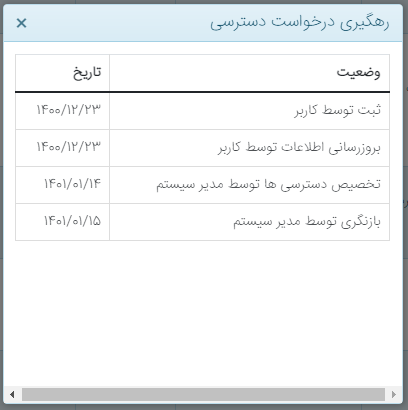 رهگیری درخواست دسترسی ×
وضعیت تاریخ
ثبت توسط کاربر ۱۴۰۰/۱۲/۲۳
بروزرسانی اطلاعات توسط کاربر ۱۴۰۰/۱۲/۲۳
تخصیص دسترسی ها توسط مدیر سیستم ۱۴۰۱/۰۱/۱۴
بازنگری توسط مدیر سیستم ۱۴۰۱/۰۱/۱۵